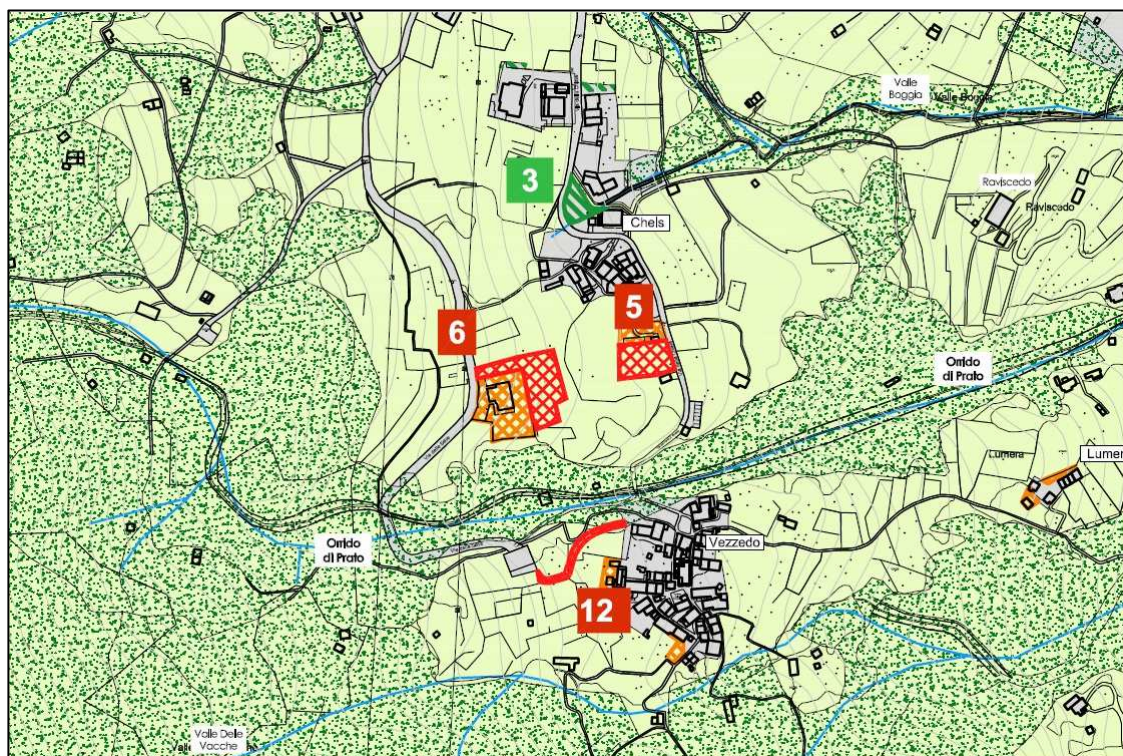 Valle
Boggia
Valle Boggia
3
Raviscedo
Raviscedo
Chels
5
6
Orrido
di Prato
Lumera
Lumer
Orrido
di Prato
Vezzedo
12
Valle Delle
Vacche